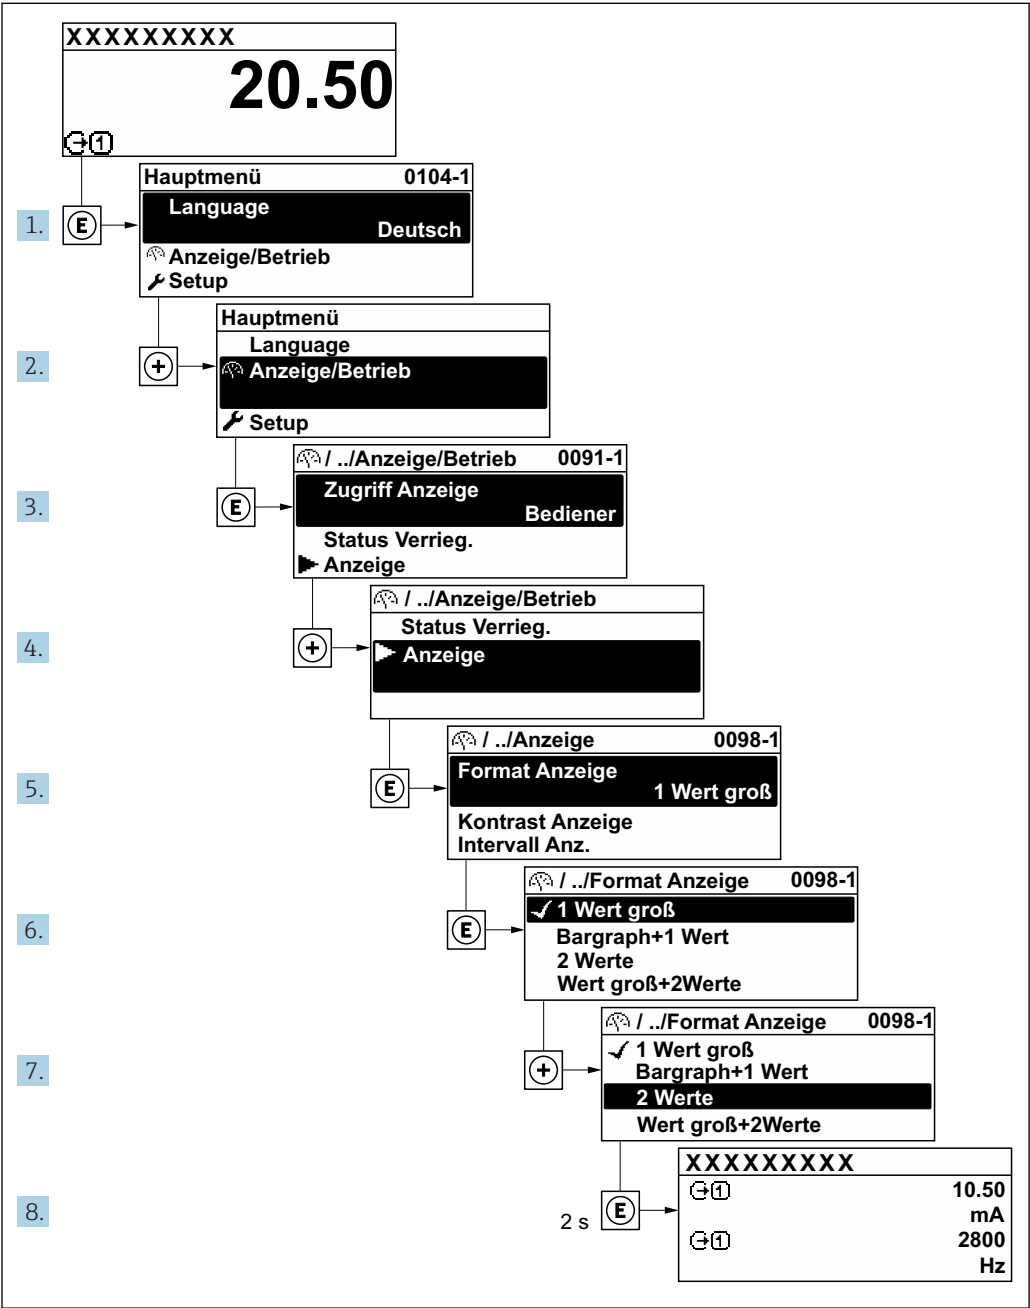 XXXXXXXXX
20.50
1
Hauptmenü 0104-1
Language
Deutsch
1. E
Anzeige/Betrieb
Setup
Hauptmenü
Language
2. + Anzeige/Betrieb
Setup
/ ../Anzeige/Betrieb 0091-1
Zugriff Anzeige
3. E Bediener
Status Verrieg.
Anzeige
/ ../Anzeige/Betrieb
Status Verrieg.
4. + Anzeige
/ ../Anzeige 0098-1
Format Anzeige
5. E 1 Wert groß
Kontrast Anzeige
Intervall Anz.
/ ../Format Anzeige 0098-1
1 Wert groß
6. E
Bargraph+1 Wert
2 Werte
Wert groß+2Werte
/ ../Format Anzeige 0098-1
1 Wert groß
7. + Bargraph+1 Wert
2 Werte
Wert groß+2Werte
XXXXXXXXX
1 10.50
8. 2 s E mA
1 2800
Hz